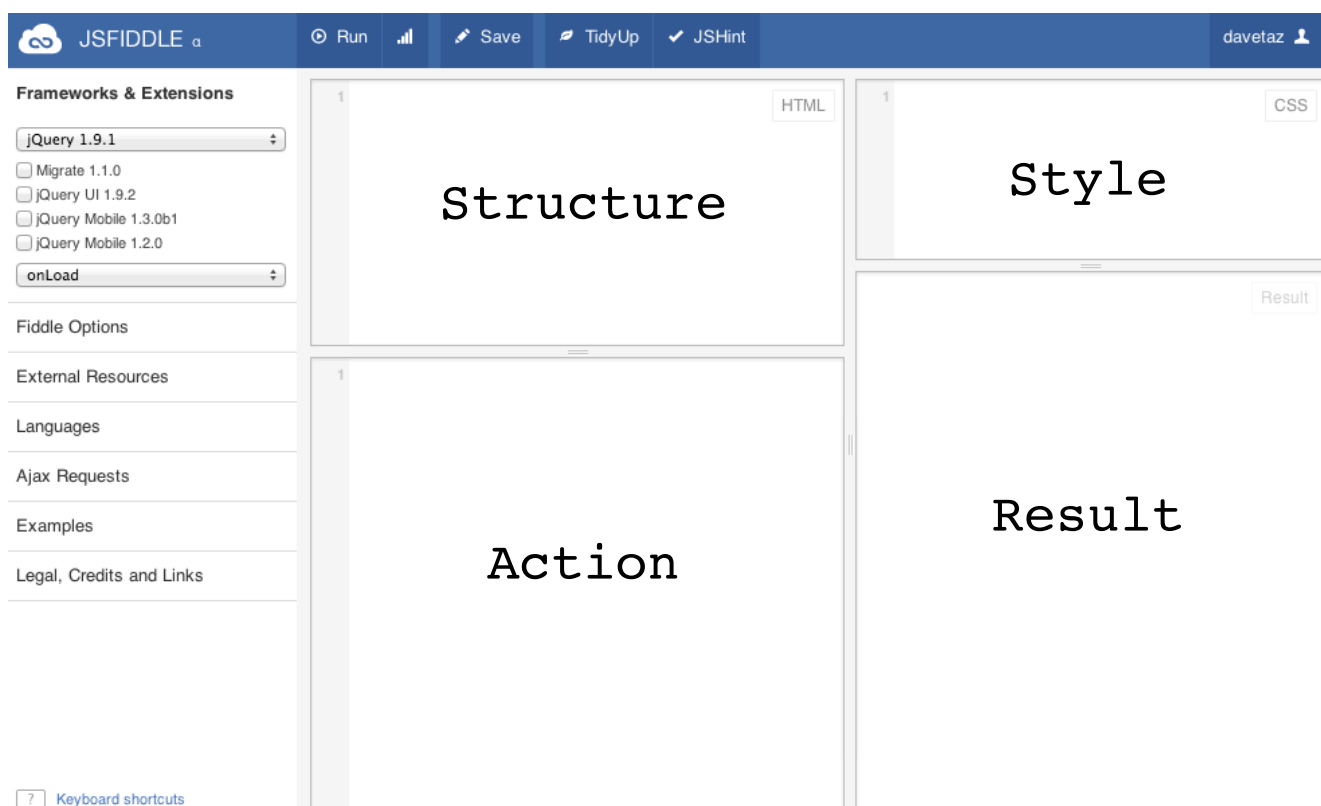 JSFIDDLE α
Run
Save
TidyUp
JSHint
davetaz
Frameworks & Extensions
jQuery 1.9.1
Migrate 1.1.0
jQuery UI 1.9.2
jQuery Mobile 1.3.0b1
jQuery Mobile 1.2.0
onLoad
Fiddle Options
External Resources
Languages
Ajax Requests
Examples
Legal, Credits and Links
? Keyboard shortcuts
1
HTML
Structure
1
CSS
Style
1
Action
Result
Result